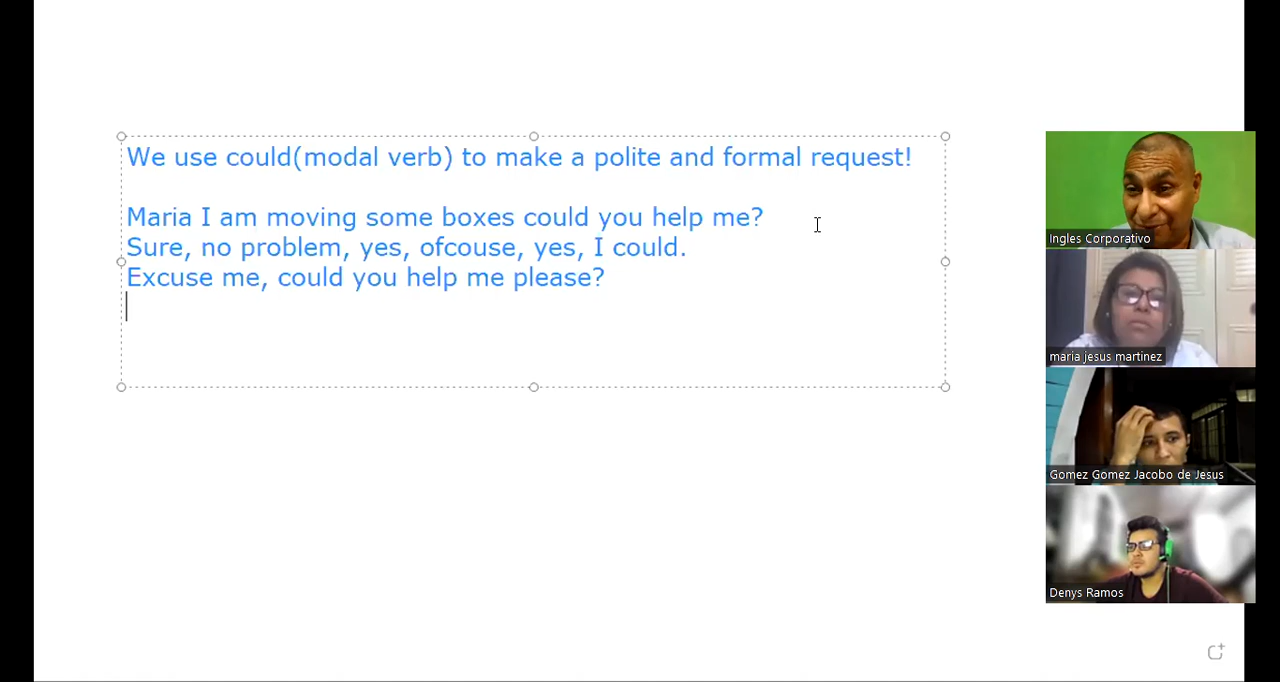 We use could(modal verb) to make a polite and formal request!
Maria I am moving some boxes could you help me?
Sure, no problem, yes, ofcouse, yes, I could.
Excuse me, could you help me please?
Ingles Corporativo
maria jesus martinez
Gomez Gomez Jacobo de Jesus
Denys Ramos